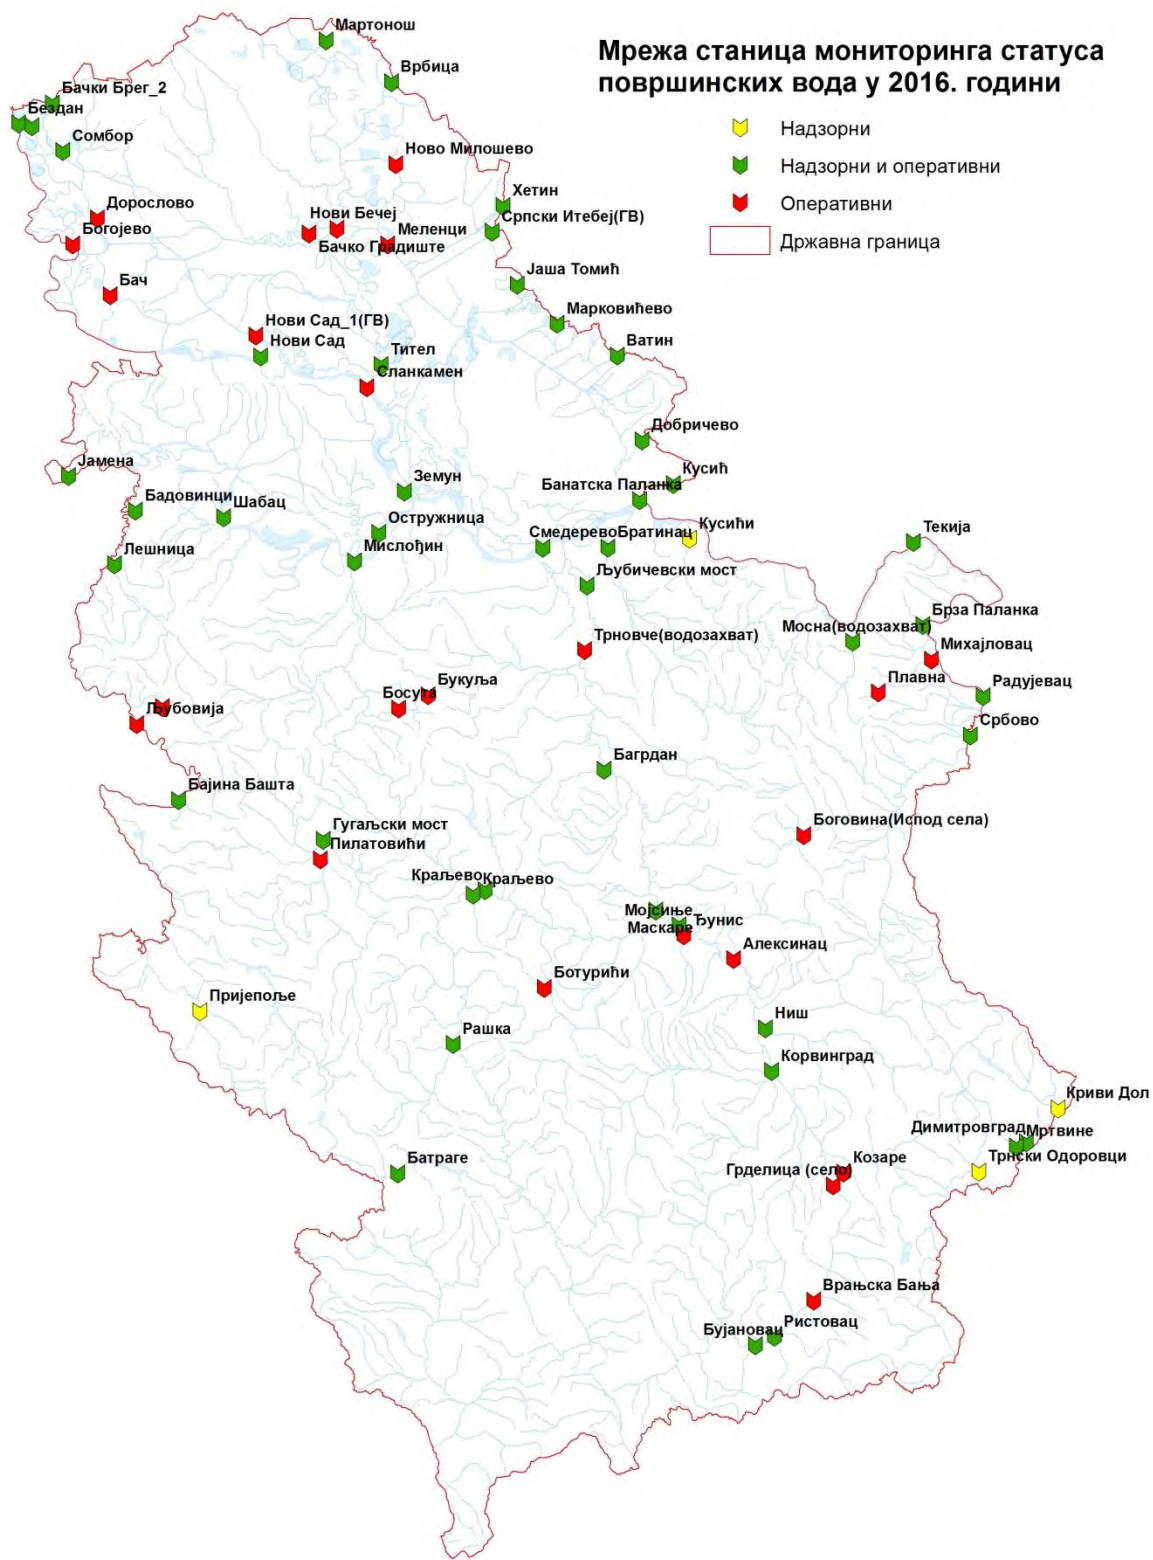 Мрежа станица мониторинга статуса
површинских вода у 2016. години
Надзорни
Надзорни и оперативни
Оперативни
Државна граница
Мартонош
Врбица
Бачки Брег_2
Бездан
Сомбор
Ново Милошево
Хетин
Дорослово
Нови Бечеј
Српски Итебеј(ГВ)
Богојево
Меленци
Бачко Градиште
Јаша Томић
Бач
Марковићево
Нови Сад_1(ГВ)
Нови Сад
Ватин
Тител
Сланкамен
Добричево
Јамена
Кусић
Земун
Банатска Паланка
Бадовинци
Шабац
Остружница
Кусићи
Текија
Смедерево
Братинац
Мислођин
Лешница
Љубичевски мост
Брза Паланка
Мосна(водозахват)
Трновче(водозахват)
Михајловац
Плавна
Радујевац
Букуља
Босута
Љубовија
Србово
Багрдан
Бајина Башта
Гугаљски мост
Боговина(Испод села)
Пилатовићи
Краљево
Краљево
Мојсиње
Ђунис
Маскаре
Алексинац
Ботурићи
Пријепоље
Ниш
Рашка
Корвинград
Криви Дол
Димитровград
Мртвине
Батраге
Козаре
Трнски Одоровци
Грделица (село)
Врањска Бања
Ристовац
Бујановац